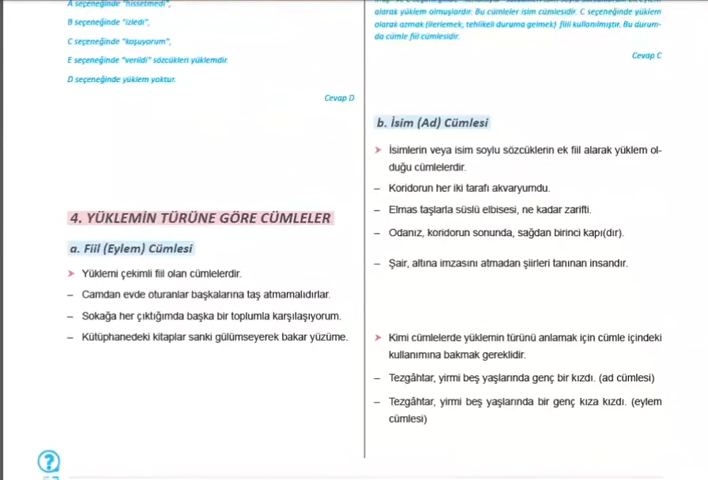 A seçeneğinde "hissetmedi",
B seçeneğinde "izledi",
C seçeneğinde "koşuyorum",
E seçeneğinde "verildi" sözcükleri yüklemdir.
D seçeneğinde yüklem yoktur.
Cevap D
4. YÜKLEMİN TÜRÜNE GÖRE CÜMLELER
a. Fiil (Eylem) Cümlesi
➤ Yüklemi çekimli fiil olan cümlelerdir.
– Camdan evde oturanlar başkalarına taş atmamalıdırlar.
– Sokağa her çıktığımda başka bir toplumla karşılaşıyorum.
– Kütüphanedeki kitaplar sanki gülümseyerek bakar yüzüme.
olarak yüklem olmuşlardır. Bu cümleler isim cümlesidir. C seçeneğinde yüklem
olarak azmak (ilerlemek, tehlikeli duruma gelmek) fiili kullanılmıştır. Bu durum-
da cümle fiil cümlesidir.
Cevap C
b. İsim (Ad) Cümlesi
➤ İsimlerin veya isim soylu sözcüklerin ek fiil alarak yüklem ol-
duğu cümlelerdir.
– Koridorun her iki tarafı akvaryumdu.
– Elmas taşlarla süslü elbisesi, ne kadar zarifti.
– Odanız, koridorun sonunda, sağdan birinci kapı(dır).
– Şair, altına imzasını atmadan şiirleri tanınan insandır.
➤ Kimi cümlelerde yüklemin türünü anlamak için cümle içindeki
kullanımına bakmak gereklidir.
– Tezgâhtar, yirmi beş yaşlarında genç bir kızdı. (ad cümlesi)
– Tezgâhtar, yirmi beş yaşlarında bir genç kıza kızdı. (eylem
cümlesi)
?